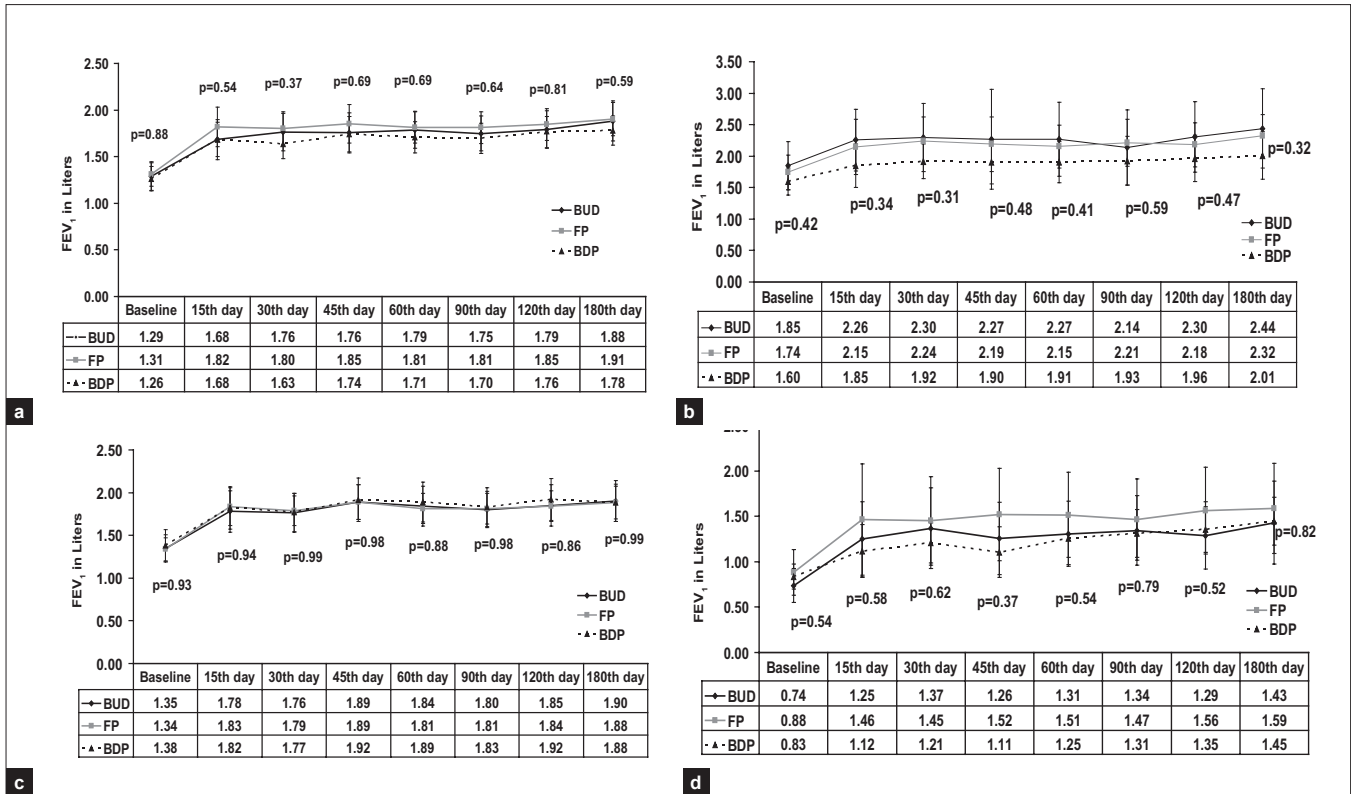 2.50
2.00
1.50
1.00
0.50
0.00
FEV1 in Liters
p=0.88
p=0.54
p=0.37
p=0.69
p=0.69
p=0.64
p=0.81
p=0.59
BUD
FP
BDP
Baseline 15th day 30th day 45th day 60th day 90th day 120th day 180th day
BUD 1.29 1.68 1.76 1.76 1.79 1.75 1.79 1.88
FP 1.31 1.82 1.80 1.85 1.81 1.81 1.85 1.91
BDP 1.26 1.68 1.63 1.74 1.71 1.70 1.76 1.78
a
3.50
3.00
2.50
2.00
1.50
1.00
0.50
0.00
FEV1 in Liters
p=0.42
p=0.34
p=0.31
p=0.48
p=0.41
p=0.59
p=0.47
p=0.32
BUD
FP
BDP
Baseline 15th day 30th day 45th day 60th day 90th day 120th day 180th day
BUD 1.85 2.26 2.30 2.27 2.27 2.14 2.30 2.44
FP 1.74 2.15 2.24 2.19 2.15 2.21 2.18 2.32
BDP 1.60 1.85 1.92 1.90 1.91 1.93 1.96 2.01
b
2.50
2.00
1.50
1.00
0.50
0.00
FEV1 in Liters
p=0.93
p=0.94
p=0.99
p=0.98
p=0.88
p=0.98
p=0.86
p=0.99
BUD
FP
BDP
Baseline 15th day 30th day 45th day 60th day 90th day 120th day 180th day
BUD 1.35 1.78 1.76 1.89 1.84 1.80 1.85 1.90
FP 1.34 1.83 1.79 1.89 1.81 1.81 1.84 1.88
BDP 1.38 1.82 1.77 1.92 1.89 1.83 1.92 1.88
c
2.00
1.50
1.00
0.50
0.00
FEV1 in Liters
p=0.54
p=0.58
p=0.62
p=0.37
p=0.54
p=0.79
p=0.52
p=0.82
BUD
FP
BDP
Baseline 15th day 30th day 45th day 60th day 90th day 120th day 180th day
BUD 0.74 1.25 1.37 1.26 1.31 1.34 1.29 1.43
FP 0.88 1.46 1.45 1.52 1.51 1.47 1.56 1.59
BDP 0.83 1.12 1.21 1.11 1.25 1.31 1.35 1.45
d